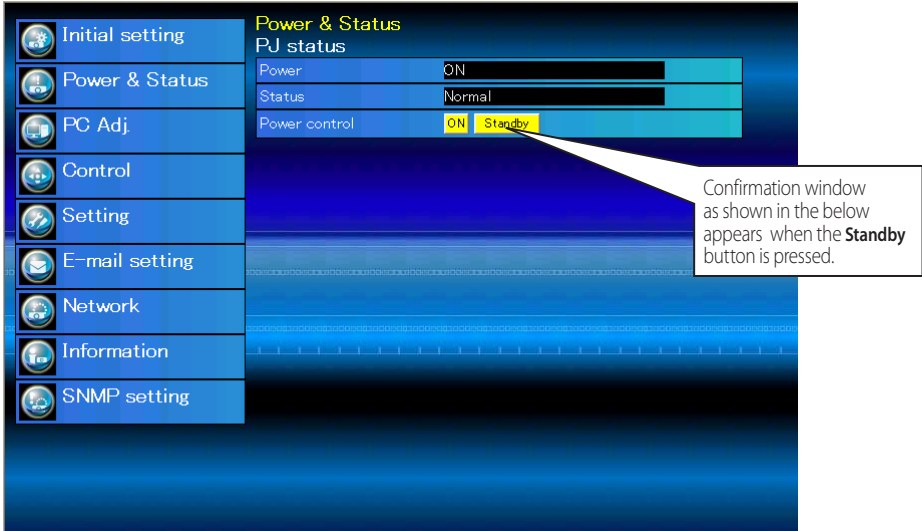 Initial setting
Power & Status
PC Adj.
Control
Setting
E-mail setting
Network
Information
SNMP setting
Power & Status
PJ status
Power ON
Status Normal
Power control ON Standby
Confirmation window
as shown in the below
appears when the Standby
button is pressed.